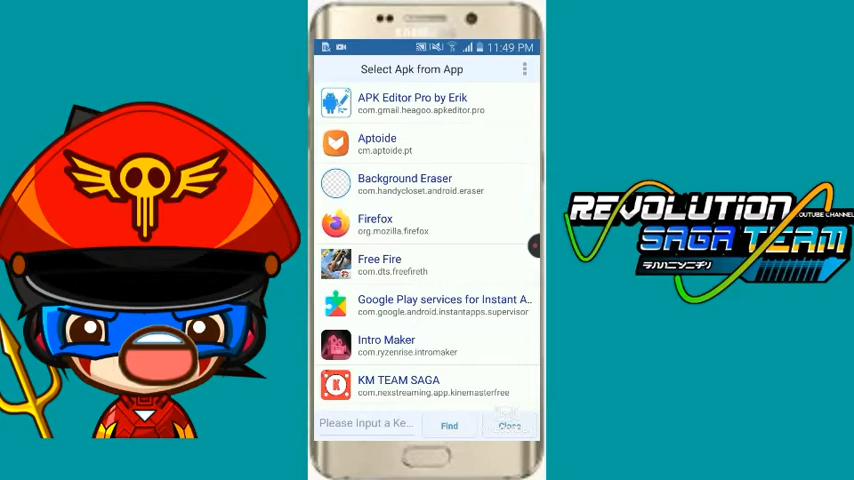 11:49 PM
Select Apk from App
APK Editor Pro by Erik
com.gmail.heagoo.apkeditor.pro
Aptoide
cm.aptoide.pt
Background Eraser
com.handycloset.android.eraser
Firefox
org.mozilla.firefox
Free Fire
com.dts.freefireth
Google Play services for Instant A..
com.google.android.instantapps.supervisor
Intro Maker
com.ryzenrise.intromaker
KM TEAM SAGA
com.nexstreaming.app.kinemasterfree
Please Input a Ke...
Find
Close
REVOLUTION
YOUTUBE CHANNEL
SAGA TEAM